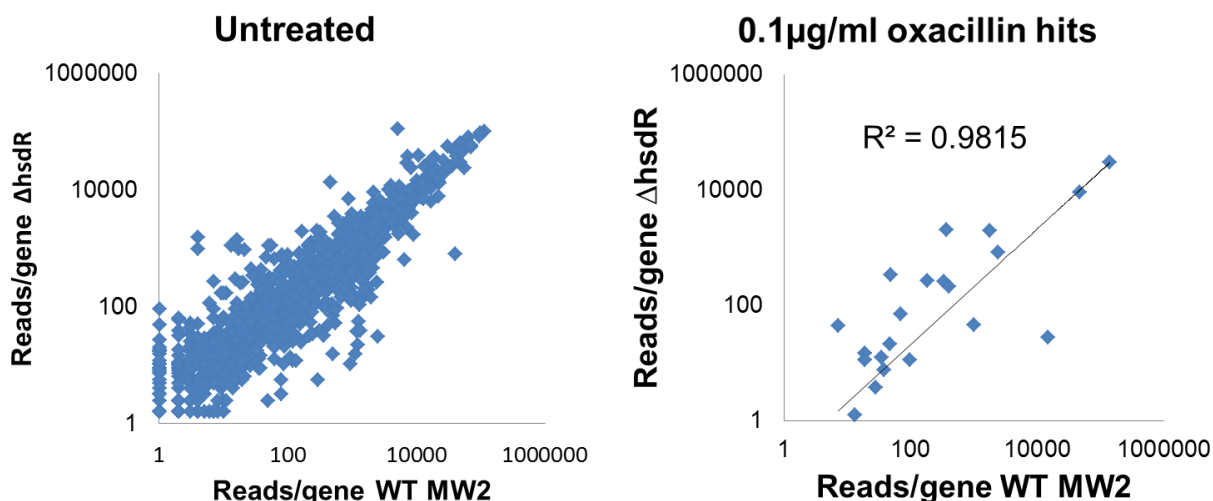 Untreated
1000000
10000
100
1
1 100 10000 1000000
Reads/gene ΔhsdR
Reads/gene WT MW2
0.1µg/ml oxacillin hits
1000000
10000
100
1
1 100 10000 1000000
Reads/gene ΔhsdR
R² = 0.9815
Reads/gene WT MW2